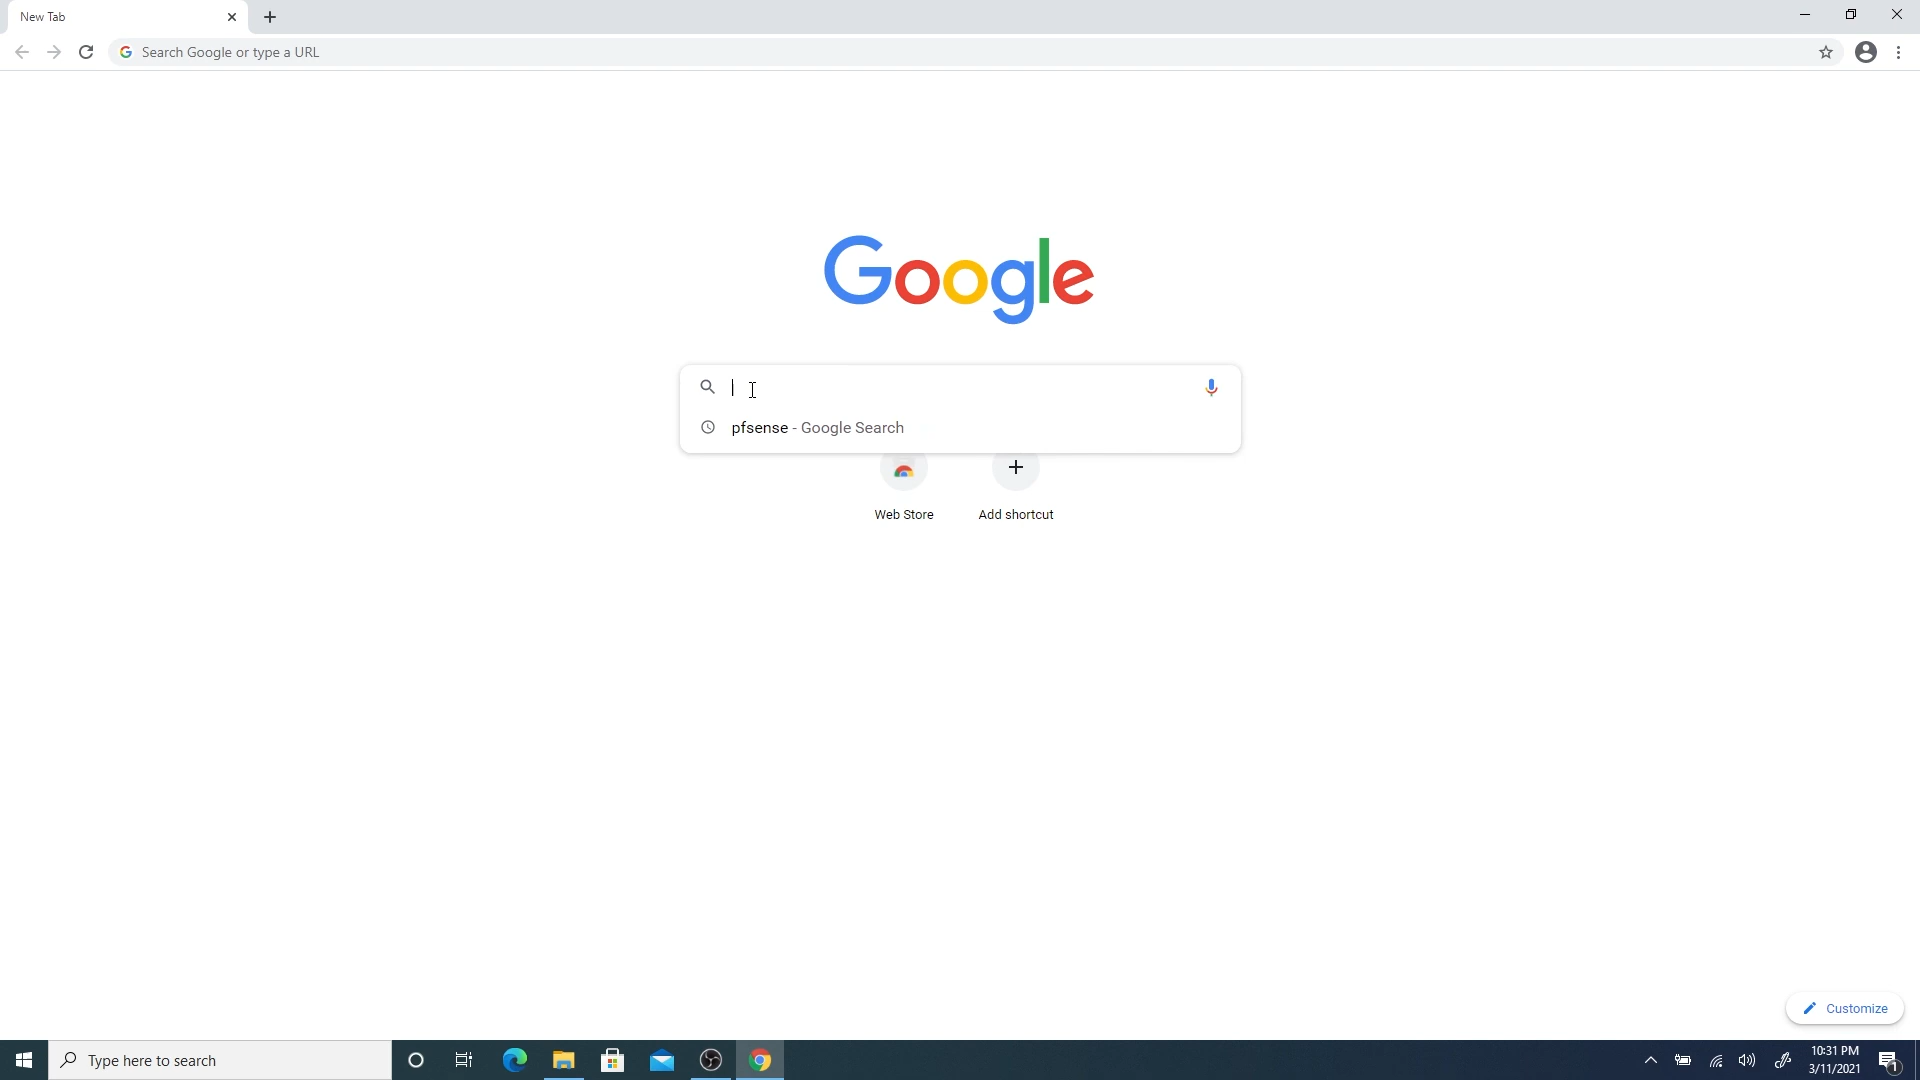 New Tab
Search Google or type a URL
Google
pfsense - Google Search
Web Store
Add shortcut
Customize
Type here to search
10:31 PM
3/11/2021
1